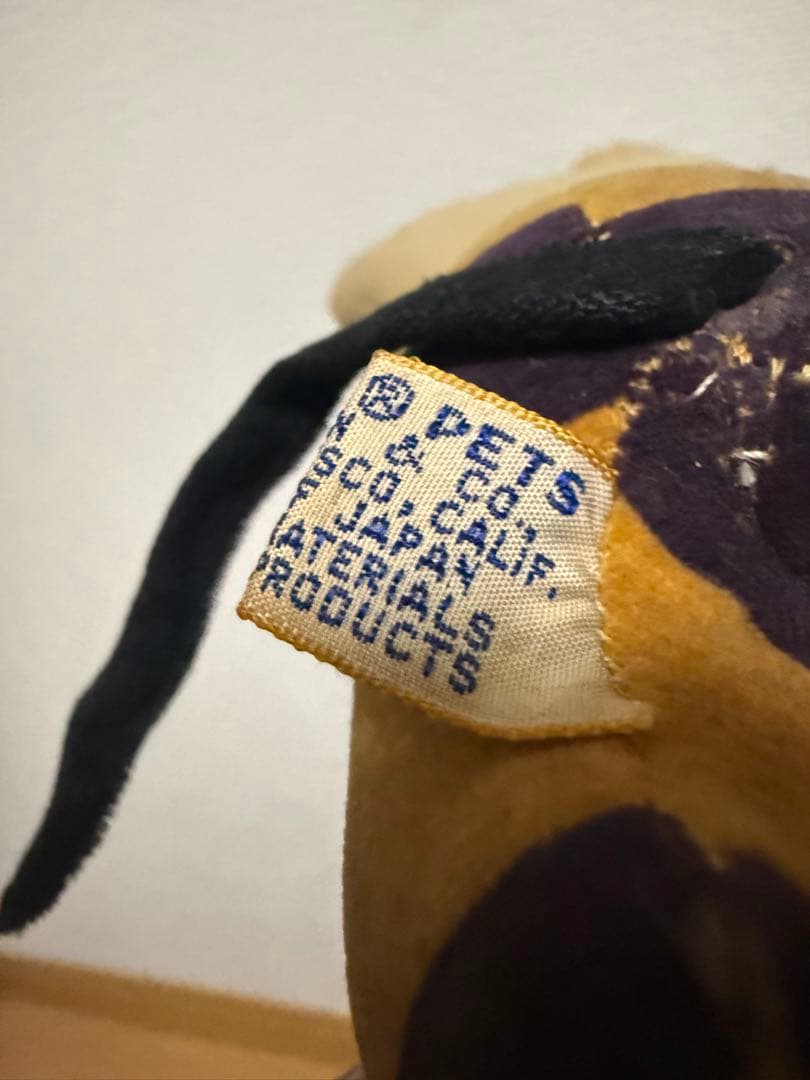 ® PETS
N & CO.,
SCO, CALIF.
JAPAN
ATERIALS
PRODUCTS